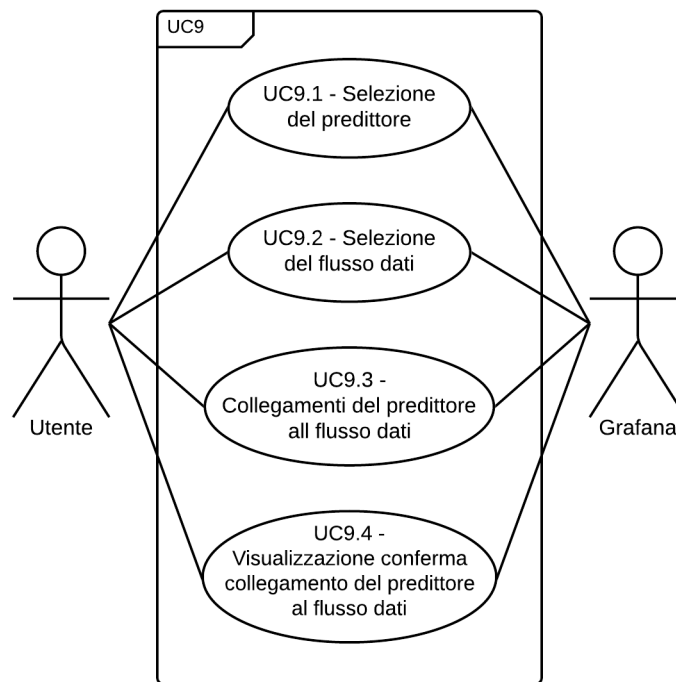 UC9
UC9.1 - Selezione
del predittore
UC9.2 - Selezione
del flusso dati
UC9.3 -
Collegamenti del predittore
all flusso dati
Utente
Grafana
UC9.4 -
Visualizzazione conferma
collegamento del predittore
al flusso dati